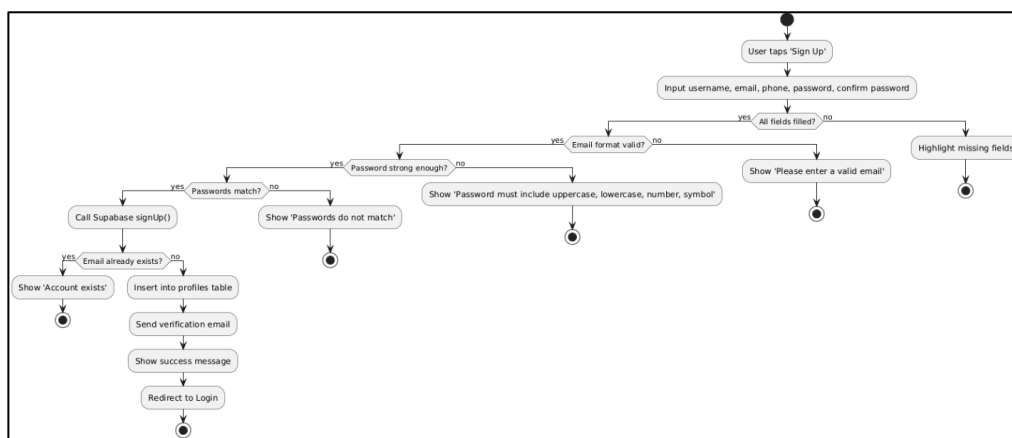 User taps 'Sign Up'
Input username, email, phone, password, confirm password
yes All fields filled? no
yes Email format valid? no
Highlight missing fields
yes Password strong enough? no
Show 'Please enter a valid email'
yes Passwords match? no
Show 'Password must include uppercase, lowercase, number, symbol'
Call Supabase signUp()
Show 'Passwords do not match'
yes Email already exists? no
Show 'Account exists'
Insert into profiles table
Send verification email
Show success message
Redirect to Login